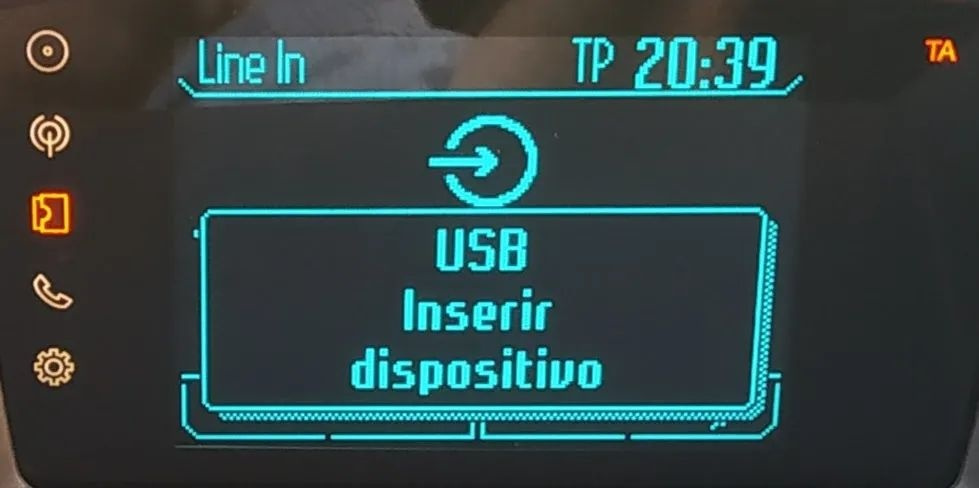 Line In TP 20:39 TA
USB
Inserir
dispositivo